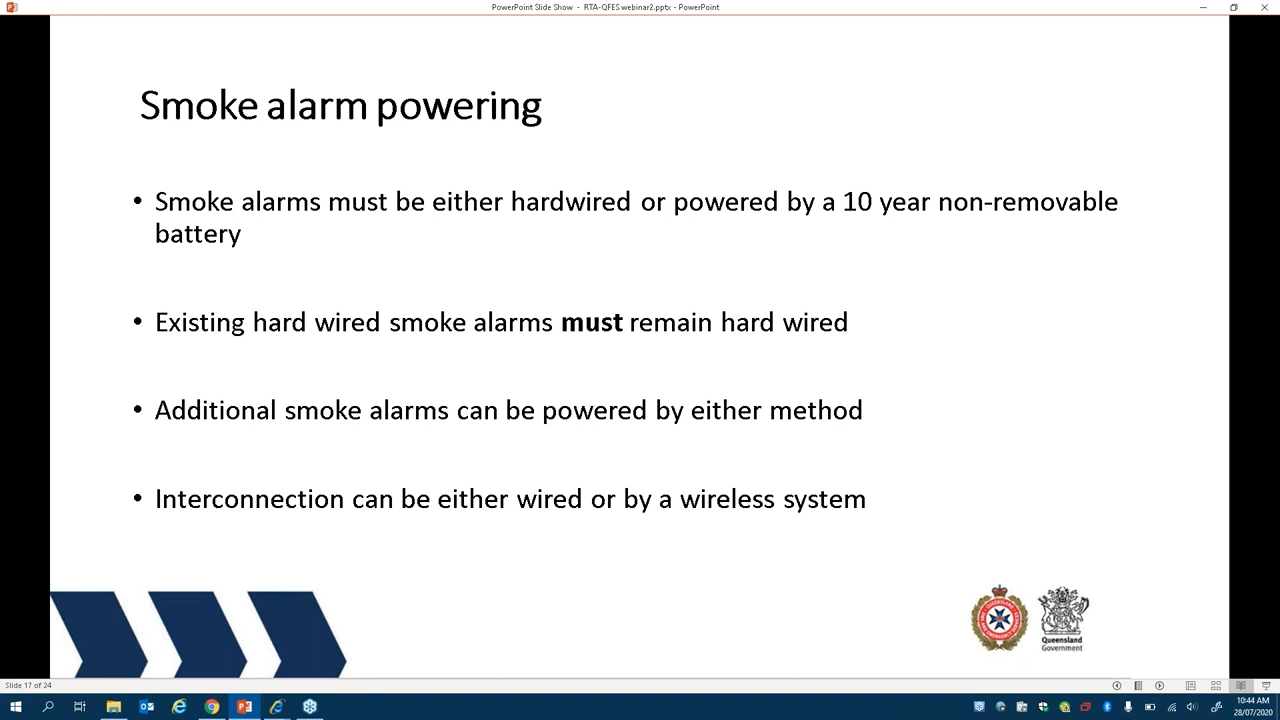 PowerPoint Slide Show - RTA-QFES webinar2.pptx - PowerPoint
Smoke alarm powering
• Smoke alarms must be either hardwired or powered by a 10 year non-removable
battery
• Existing hard wired smoke alarms must remain hard wired
• Additional smoke alarms can be powered by either method
• Interconnection can be either wired or by a wireless system
Queensland
Government
Slide 17 of 24
10:44 AM
28/07/2020